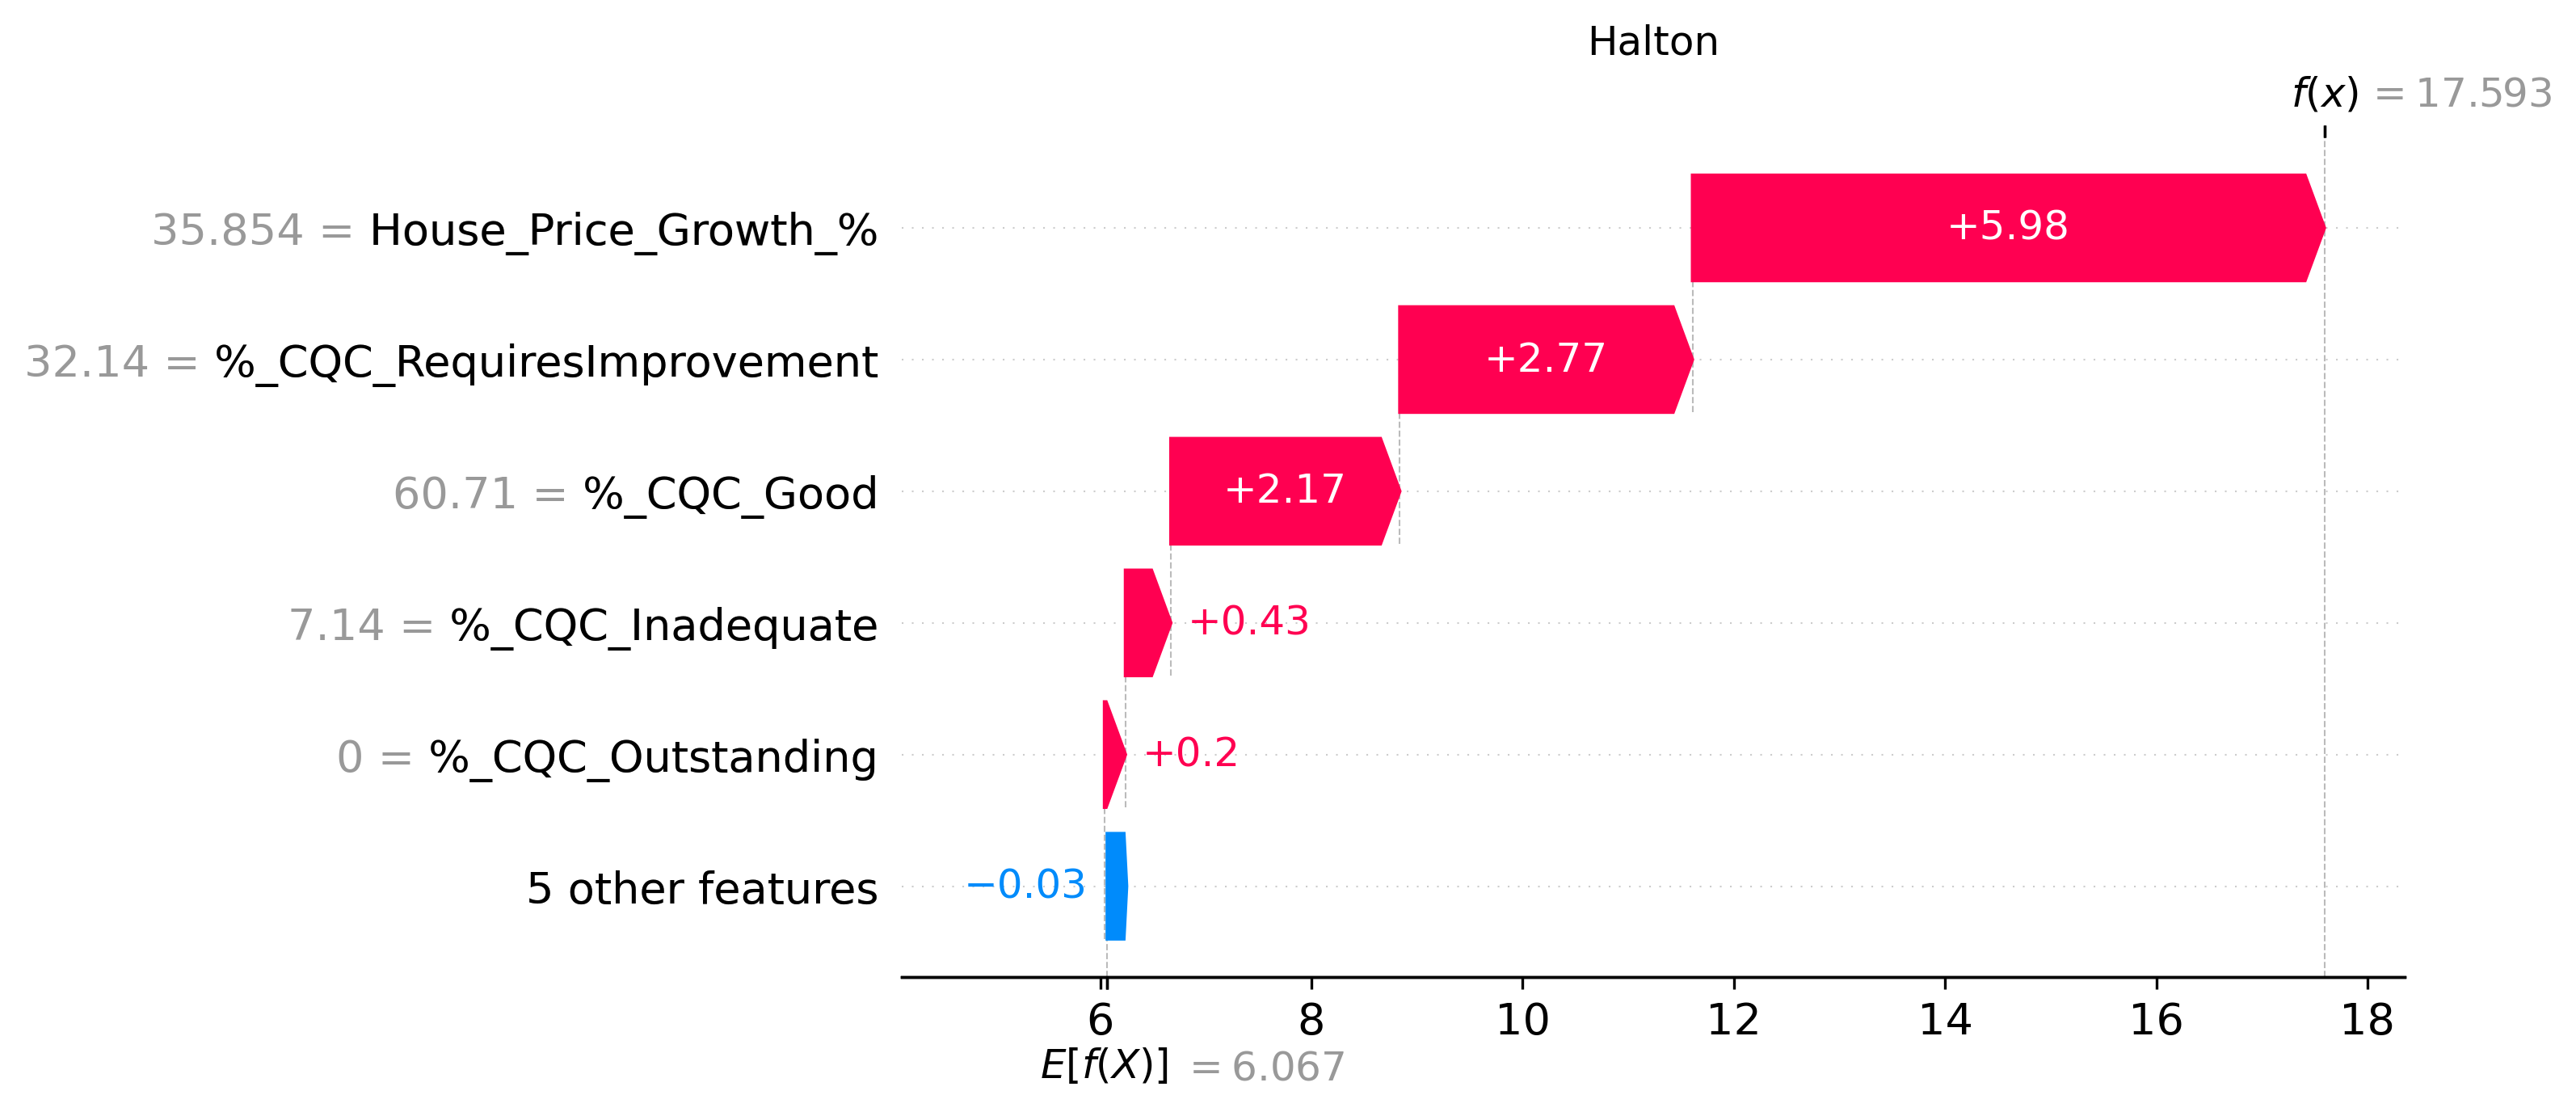 Halton
f(x) = 17.593
35.854 = House_Price_Growth_%
+5.98
32.14 = %_CQC_RequiresImprovement
+2.77
60.71 = %_CQC_Good
+2.17
7.14 = %_CQC_Inadequate
+0.43
0 = %_CQC_Outstanding
+0.2
5 other features
−0.03
6 8 10 12 14 16 18
E[f(X)] = 6.067